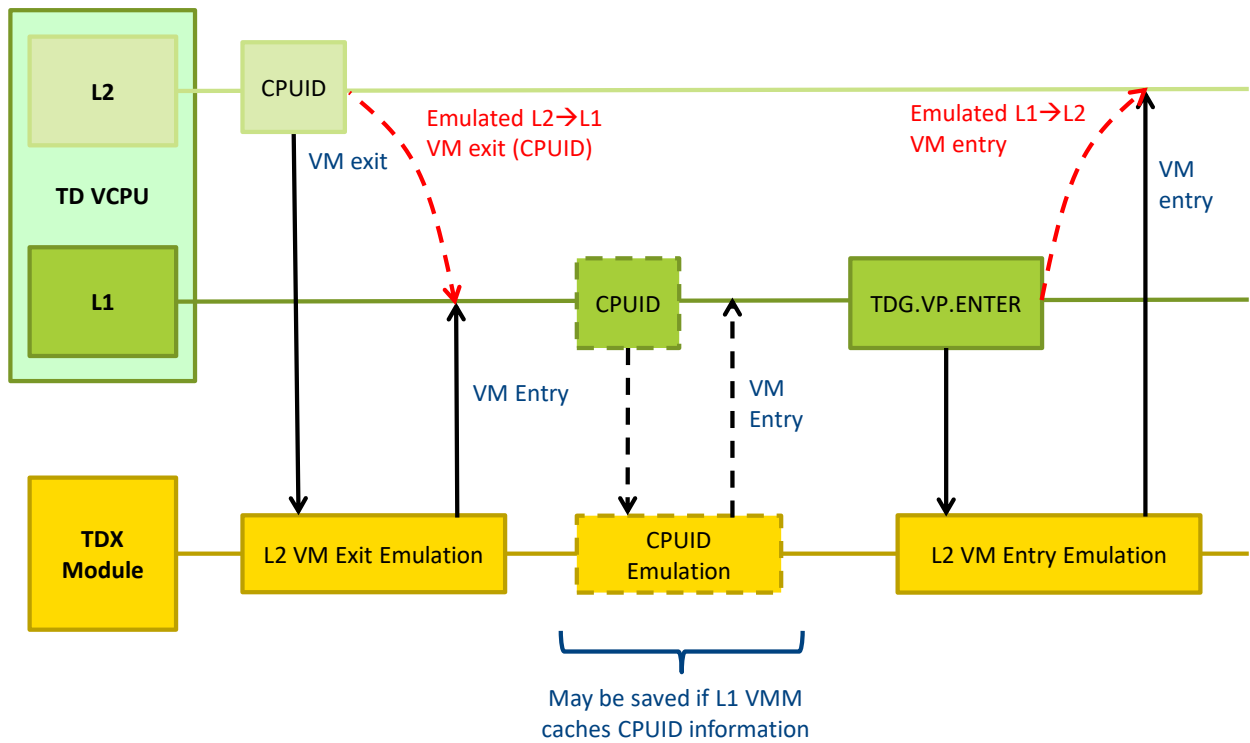 L2
CPUID
TD VCPU
L1
VM exit
Emulated L2→L1
VM exit (CPUID)
Emulated L1→L2
VM entry
VM
entry
CPUID
TDG.VP.ENTER
VM Entry
VM
Entry
TDX
Module
L2 VM Exit Emulation
CPUID
Emulation
L2 VM Entry Emulation
May be saved if L1 VMM
caches CPUID information